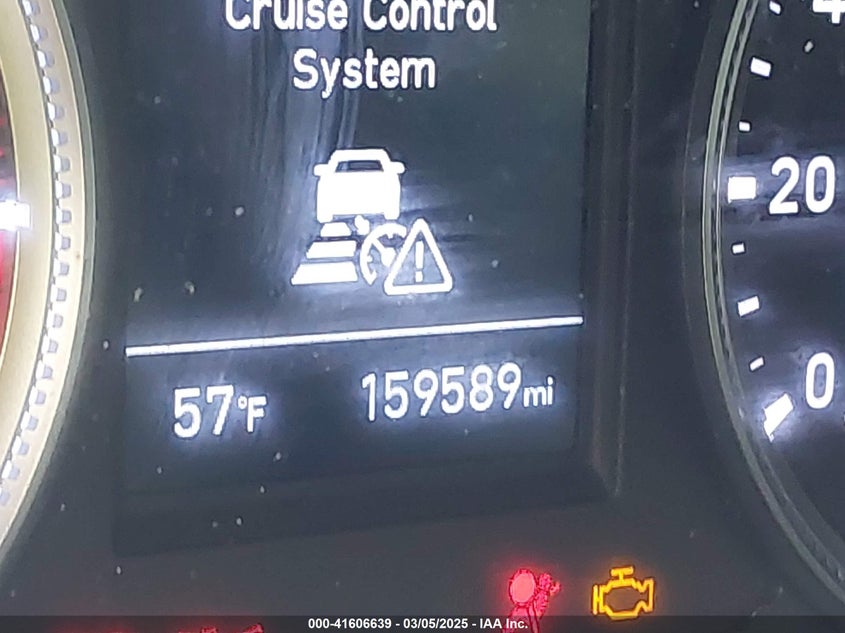 Cruise Control
System
20
0
57°F 159589mi
000-41606639 - 03/05/2025 - IAA Inc.